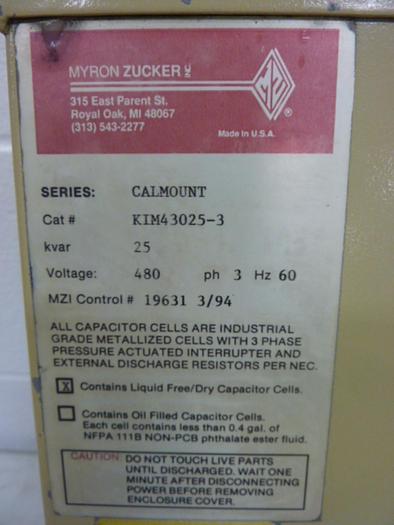 MYRON ZUCKER INC.
MZ
315 East Parent St.
Royal Oak, MI 48067
(313) 543-2277
®
Made in U.S.A.
SERIES: CALMOUNT
Cat # KIM43025-3
kvar 25
Voltage: 480 ph 3 Hz 60
MZI Control # 19631 3/94
ALL CAPACITOR CELLS ARE INDUSTRIAL
GRADE METALLIZED CELLS WITH 3 PHASE
PRESSURE ACTUATED INTERRUPTER AND
EXTERNAL DISCHARGE RESISTORS PER NEC.
X Contains Liquid Free/Dry Capacitor Cells.
Contains Oil Filled Capacitor Cells.
Each cell contains less than 0.4 gal. of
NFPA 111B NON-PCB phthalate ester fluid.
CAUTION: DO NOT TOUCH LIVE PARTS
UNTIL DISCHARGED. WAIT ONE
MINUTE AFTER DISCONNECTING
POWER BEFORE REMOVING
ENCLOSURE COVER.